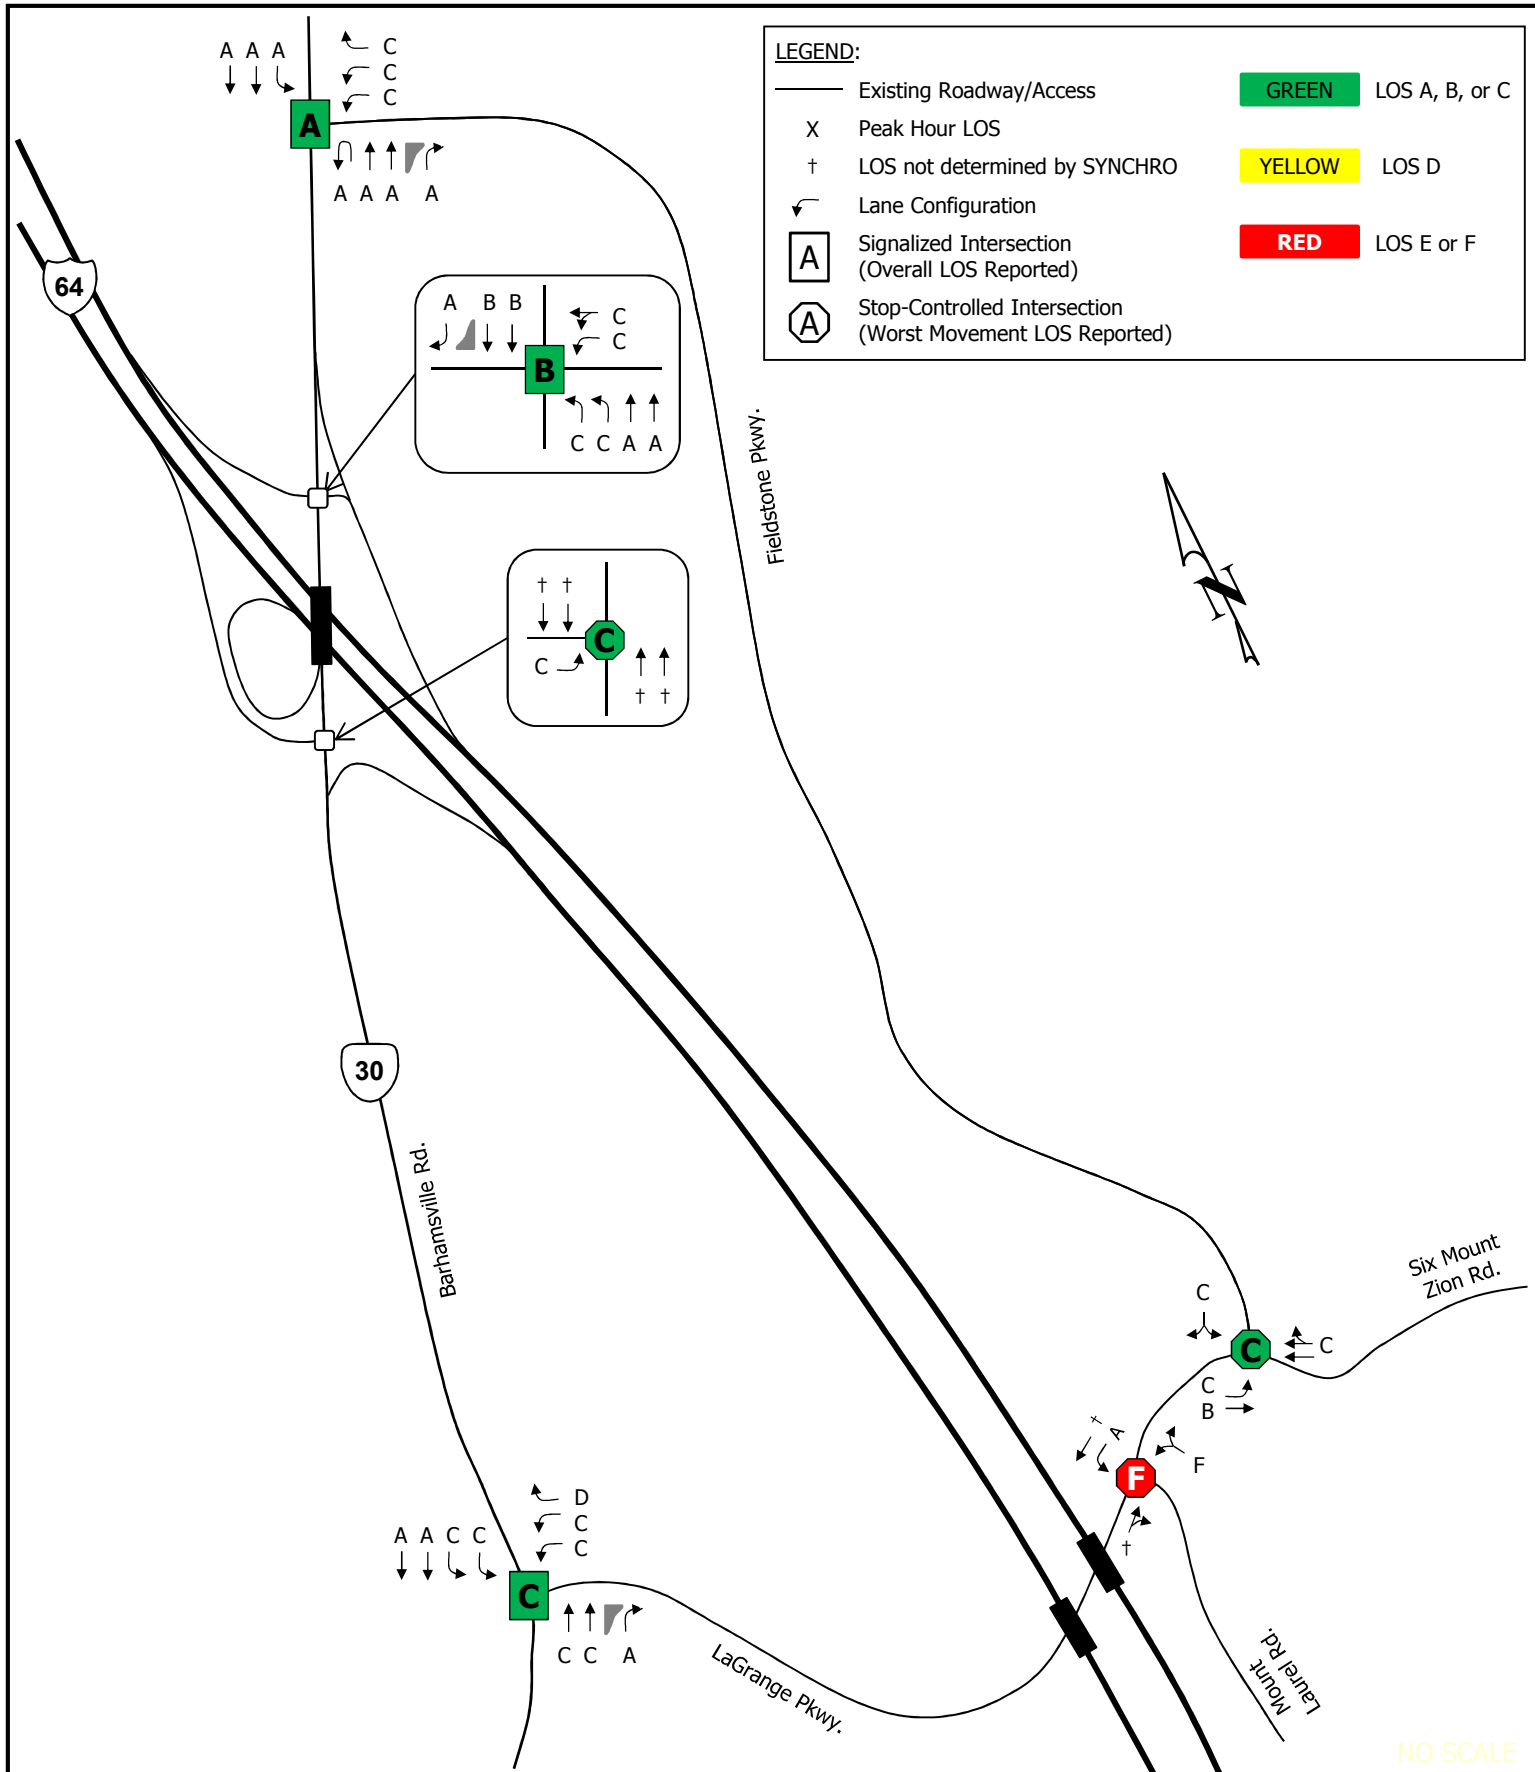 LEGEND:
Existing Roadway/Access
X Peak Hour LOS
† LOS not determined by SYNCHRO
Lane Configuration
A Signalized Intersection
(Overall LOS Reported)
A Stop-Controlled Intersection
(Worst Movement LOS Reported)
GREEN LOS A, B, or C
YELLOW LOS D
RED LOS E or F
A A A
C
C
C
A
A A A A
64
A B B
C
C
B
C C A A
† †
C
C
† †
Fieldstone Pkwy.
N
30
Barhamsville Rd.
Six Mount
Zion Rd.
C
C
C
C
B
† A
F
F
†
D
C
C
A A C C
C
C C A
LaGrange Pkwy.
Mount
Laurel Rd.
NO SCALE